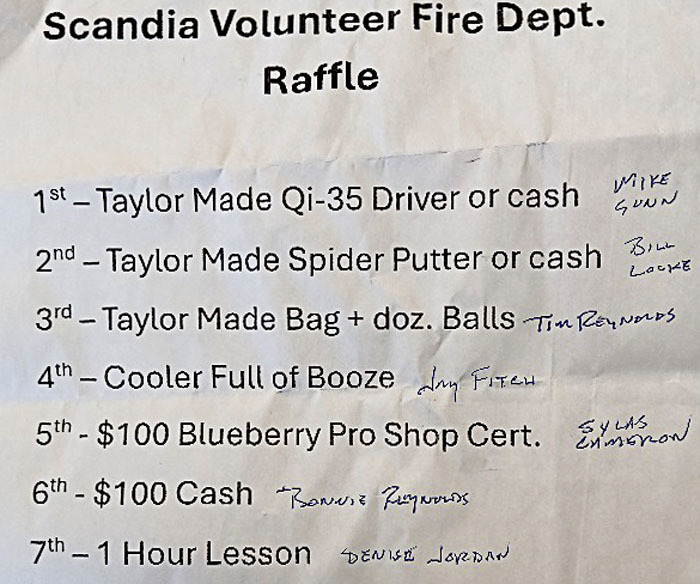 Scandia Volunteer Fire Dept.
Raffle
1st – Taylor Made Qi-35 Driver or cash MIKE GUNN
2nd – Taylor Made Spider Putter or cash BILL LOCKE
3rd – Taylor Made Bag + doz. Balls TIM REYNOLDS
4th – Cooler Full of Booze Jay FITCH
5th - $100 Blueberry Pro Shop Cert. SYLAS CAMERON
6th - $100 Cash BONNIE REYNOLDS
7th – 1 Hour Lesson DENISE JORDAN